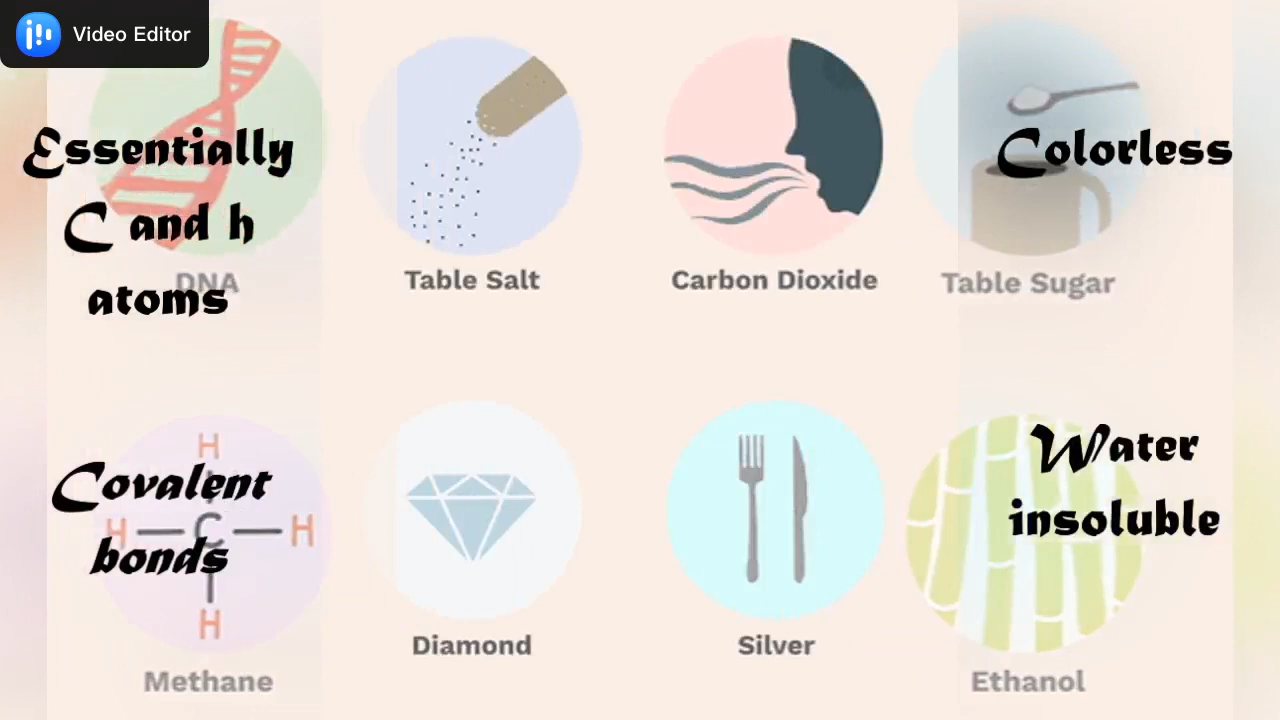 Video Editor
Essentially
C and h
atoms
Colorless
DNA
Table Salt
Carbon Dioxide
Table Sugar
Covalent
bonds
Water
insoluble
H
H C H
H
Diamond
Silver
Methane
Ethanol